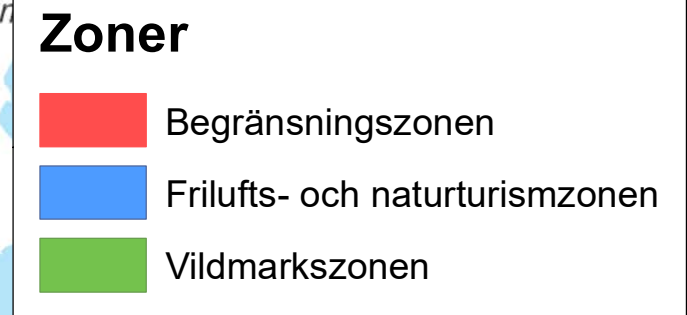 Zoner
Begränsningszonen
Frilufts- och naturturismzonen
Vildmarkszonen